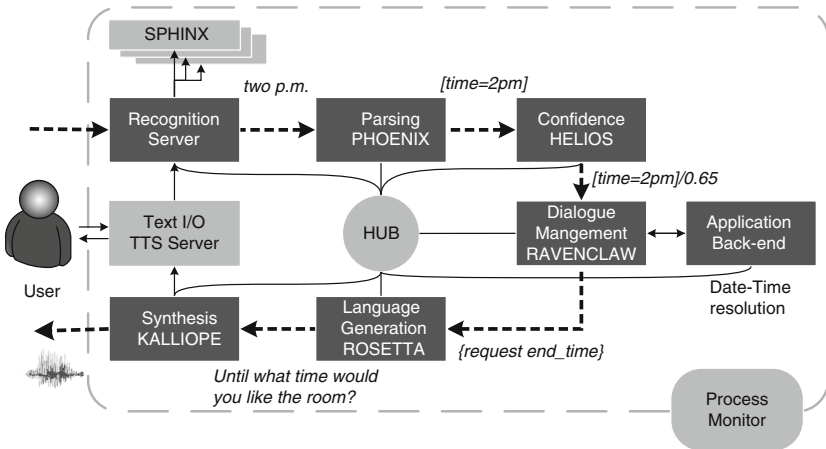 SPHINX
two p.m.
[time=2pm]
Recognition
Server
Parsing
PHOENIX
Confidence
HELIOS
[time=2pm]/0.65
Text I/O
TTS Server
HUB
Dialogue
Mangement
RAVENCLAW
Application
Back-end
User
Date-Time
resolution
Synthesis
KALLIOPE
Language
Generation
ROSETTA
{request end_time}
Until what time would
you like the room?
Process
Monitor